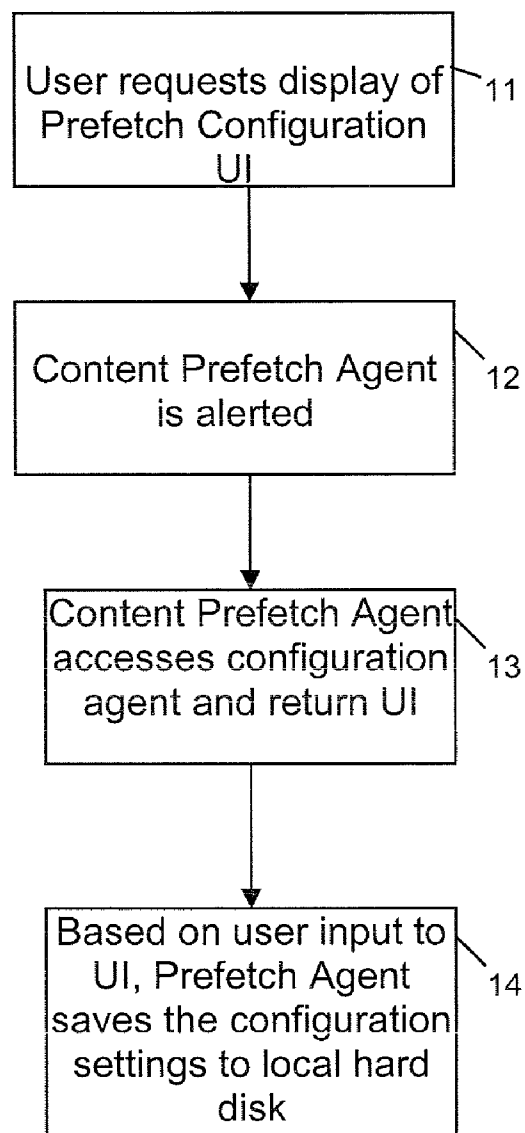 User requests display of
Prefetch Configuration
UI
11
Content Prefetch Agent
is alerted
12
Content Prefetch Agent
accesses configuration
agent and return UI
13
Based on user input to
UI, Prefetch Agent
saves the configuration
settings to local hard
disk
14